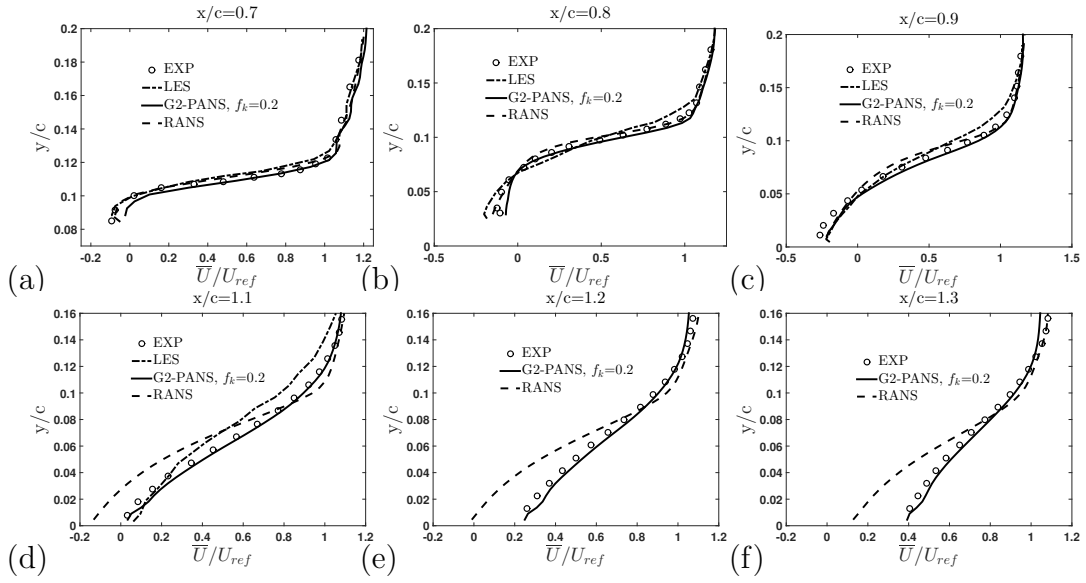 x/c=0.7
0.2
0.18
0.16
0.14
0.12
0.1
0.08
y/c
EXP
LES
G2-PANS, f_k=0.2
RANS
-0.2 0 0.2 0.4 0.6 0.8 1 1.2
(a) U̅/U_ref
x/c=0.8
0.2
0.15
0.1
0.05
0
y/c
EXP
LES
G2-PANS, f_k=0.2
RANS
-0.5 0 0.5 1
(b) U̅/U_ref
x/c=0.9
0.2
0.15
0.1
0.05
0
y/c
EXP
LES
G2-PANS, f_k=0.2
RANS
-0.5 0 0.5 1 1.5
(c) U̅/U_ref
x/c=1.1
0.16
0.14
0.12
0.1
0.08
0.06
0.04
0.02
0
y/c
EXP
LES
G2-PANS, f_k=0.2
RANS
-0.2 0 0.2 0.4 0.6 0.8 1 1.2
(d) U̅/U_ref
x/c=1.2
0.16
0.14
0.12
0.1
0.08
0.06
0.04
0.02
0
y/c
EXP
G2-PANS, f_k=0.2
RANS
0 0.2 0.4 0.6 0.8 1 1.2
(e) U̅/U_ref
x/c=1.3
0.16
0.14
0.12
0.1
0.08
0.06
0.04
0.02
0
y/c
EXP
G2-PANS, f_k=0.2
RANS
0 0.2 0.4 0.6 0.8 1 1.2
(f) U̅/U_ref